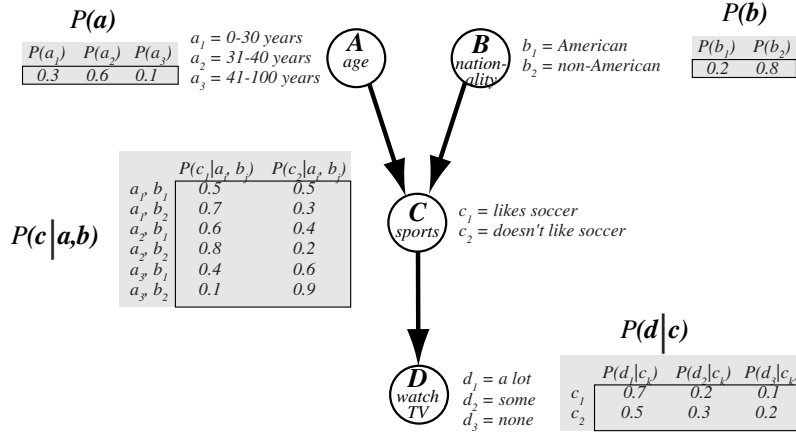 P(a)
P(a1) P(a2) P(a3)
0.3 0.6 0.1
a1 = 0-30 years
a2 = 31-40 years
a3 = 41-100 years
A
age
B
nation-
ality
b1 = American
b2 = non-American
P(b)
P(b1) P(b2)
0.2 0.8
P(c|a,b)
P(c1|ai, bj) P(c2|ai, bj)
a1, b1 0.5 0.5
a1, b2 0.7 0.3
a2, b1 0.6 0.4
a2, b2 0.8 0.2
a3, b1 0.4 0.6
a3, b2 0.1 0.9
C
sports
c1 = likes soccer
c2 = doesn't like soccer
D
watch
TV
d1 = a lot
d2 = some
d3 = none
P(d|c)
P(d1|ck) P(d2|ck) P(d3|ck)
c1 0.7 0.2 0.1
c2 0.5 0.3 0.2